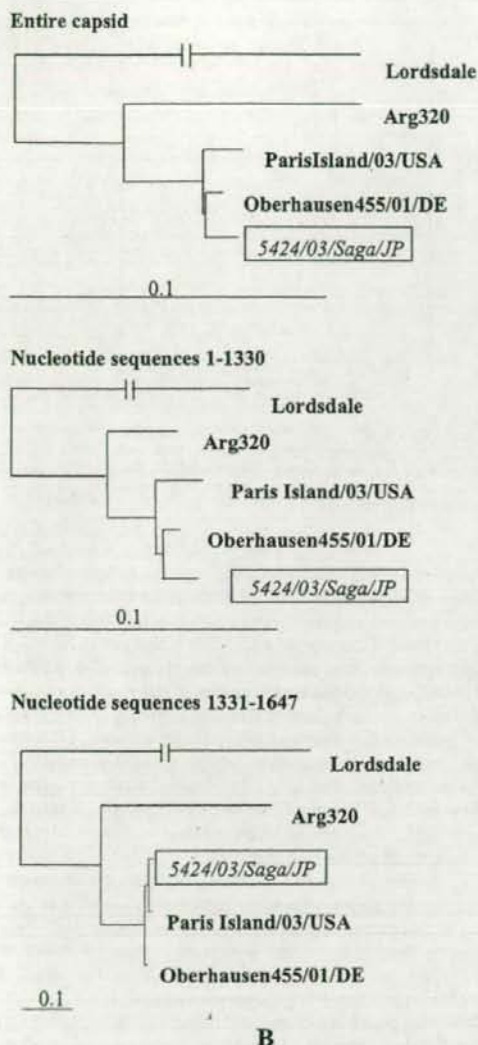 Entire capsid
Lordsdale
Arg320
ParisIsland/03/USA
Oberhausen455/01/DE
5424/03/Saga/JP
0.1
Nucleotide sequences 1-1330
Lordsdale
Arg320
Paris Island/03/USA
Oberhausen455/01/DE
5424/03/Saga/JP
0.1
Nucleotide sequences 1331-1647
Lordsdale
Arg320
5424/03/Saga/JP
Paris Island/03/USA
Oberhausen455/01/DE
0.1
B